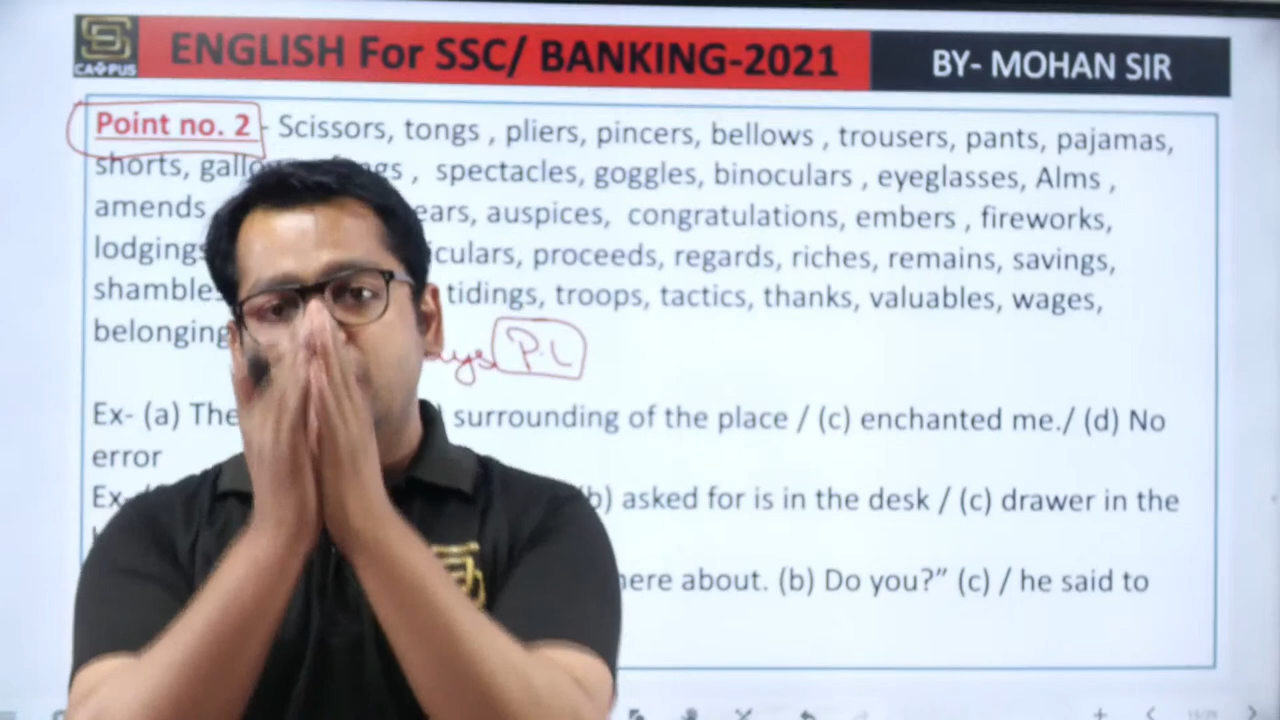 CAMPUS
ENGLISH For SSC/ BANKING-2021
BY- MOHAN SIR
Point no. 2 - Scissors, tongs , pliers, pincers, bellows , trousers, pants, pajamas,
shorts, , spectacles, goggles, binoculars , eyeglasses, Alms ,
amends auspices, congratulations, embers , fireworks,
lodgings proceeds, regards, riches, remains, savings,
shambles tidings, troops, tactics, thanks, valuables, wages,
P.L
Ex- (a) The surrounding of the place / (c) enchanted me./ (d) No
error
Ex- (b) asked for is in the desk / (c) drawer in the
about. (b) Do you?” (c) / he said to